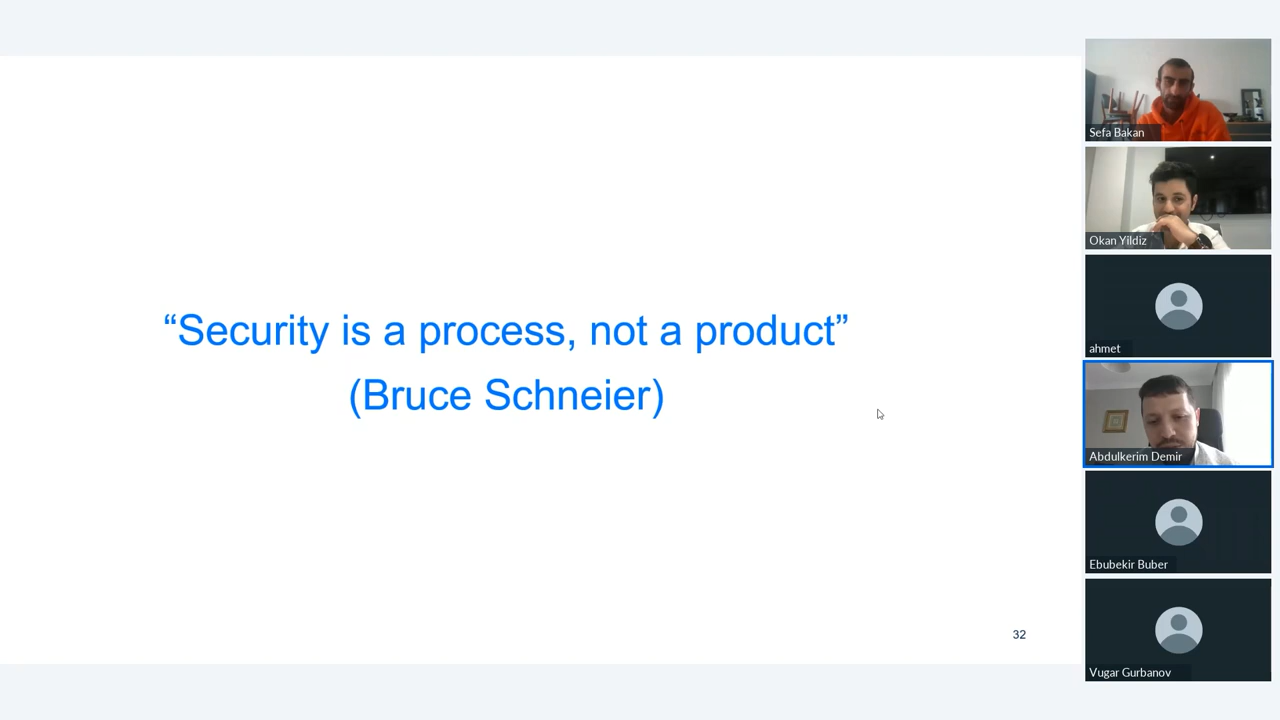 “Security is a process, not a product”
(Bruce Schneier)
32
Sefa Bakan
Okan Yildiz
ahmet
Abdulkerim Demir
Ebubekir Buber
Vugar Gurbanov